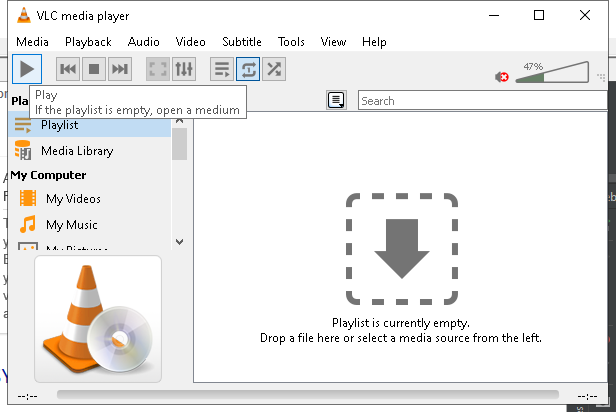 VLC media player
Media Playback Audio Video Subtitle Tools View Help
47%
Play
If the playlist is empty, open a medium
Search
Playlist
Media Library
My Computer
My Videos
My Music
My Pictures
Playlist is currently empty.
Drop a file here or select a media source from the left.
--:-- --:--